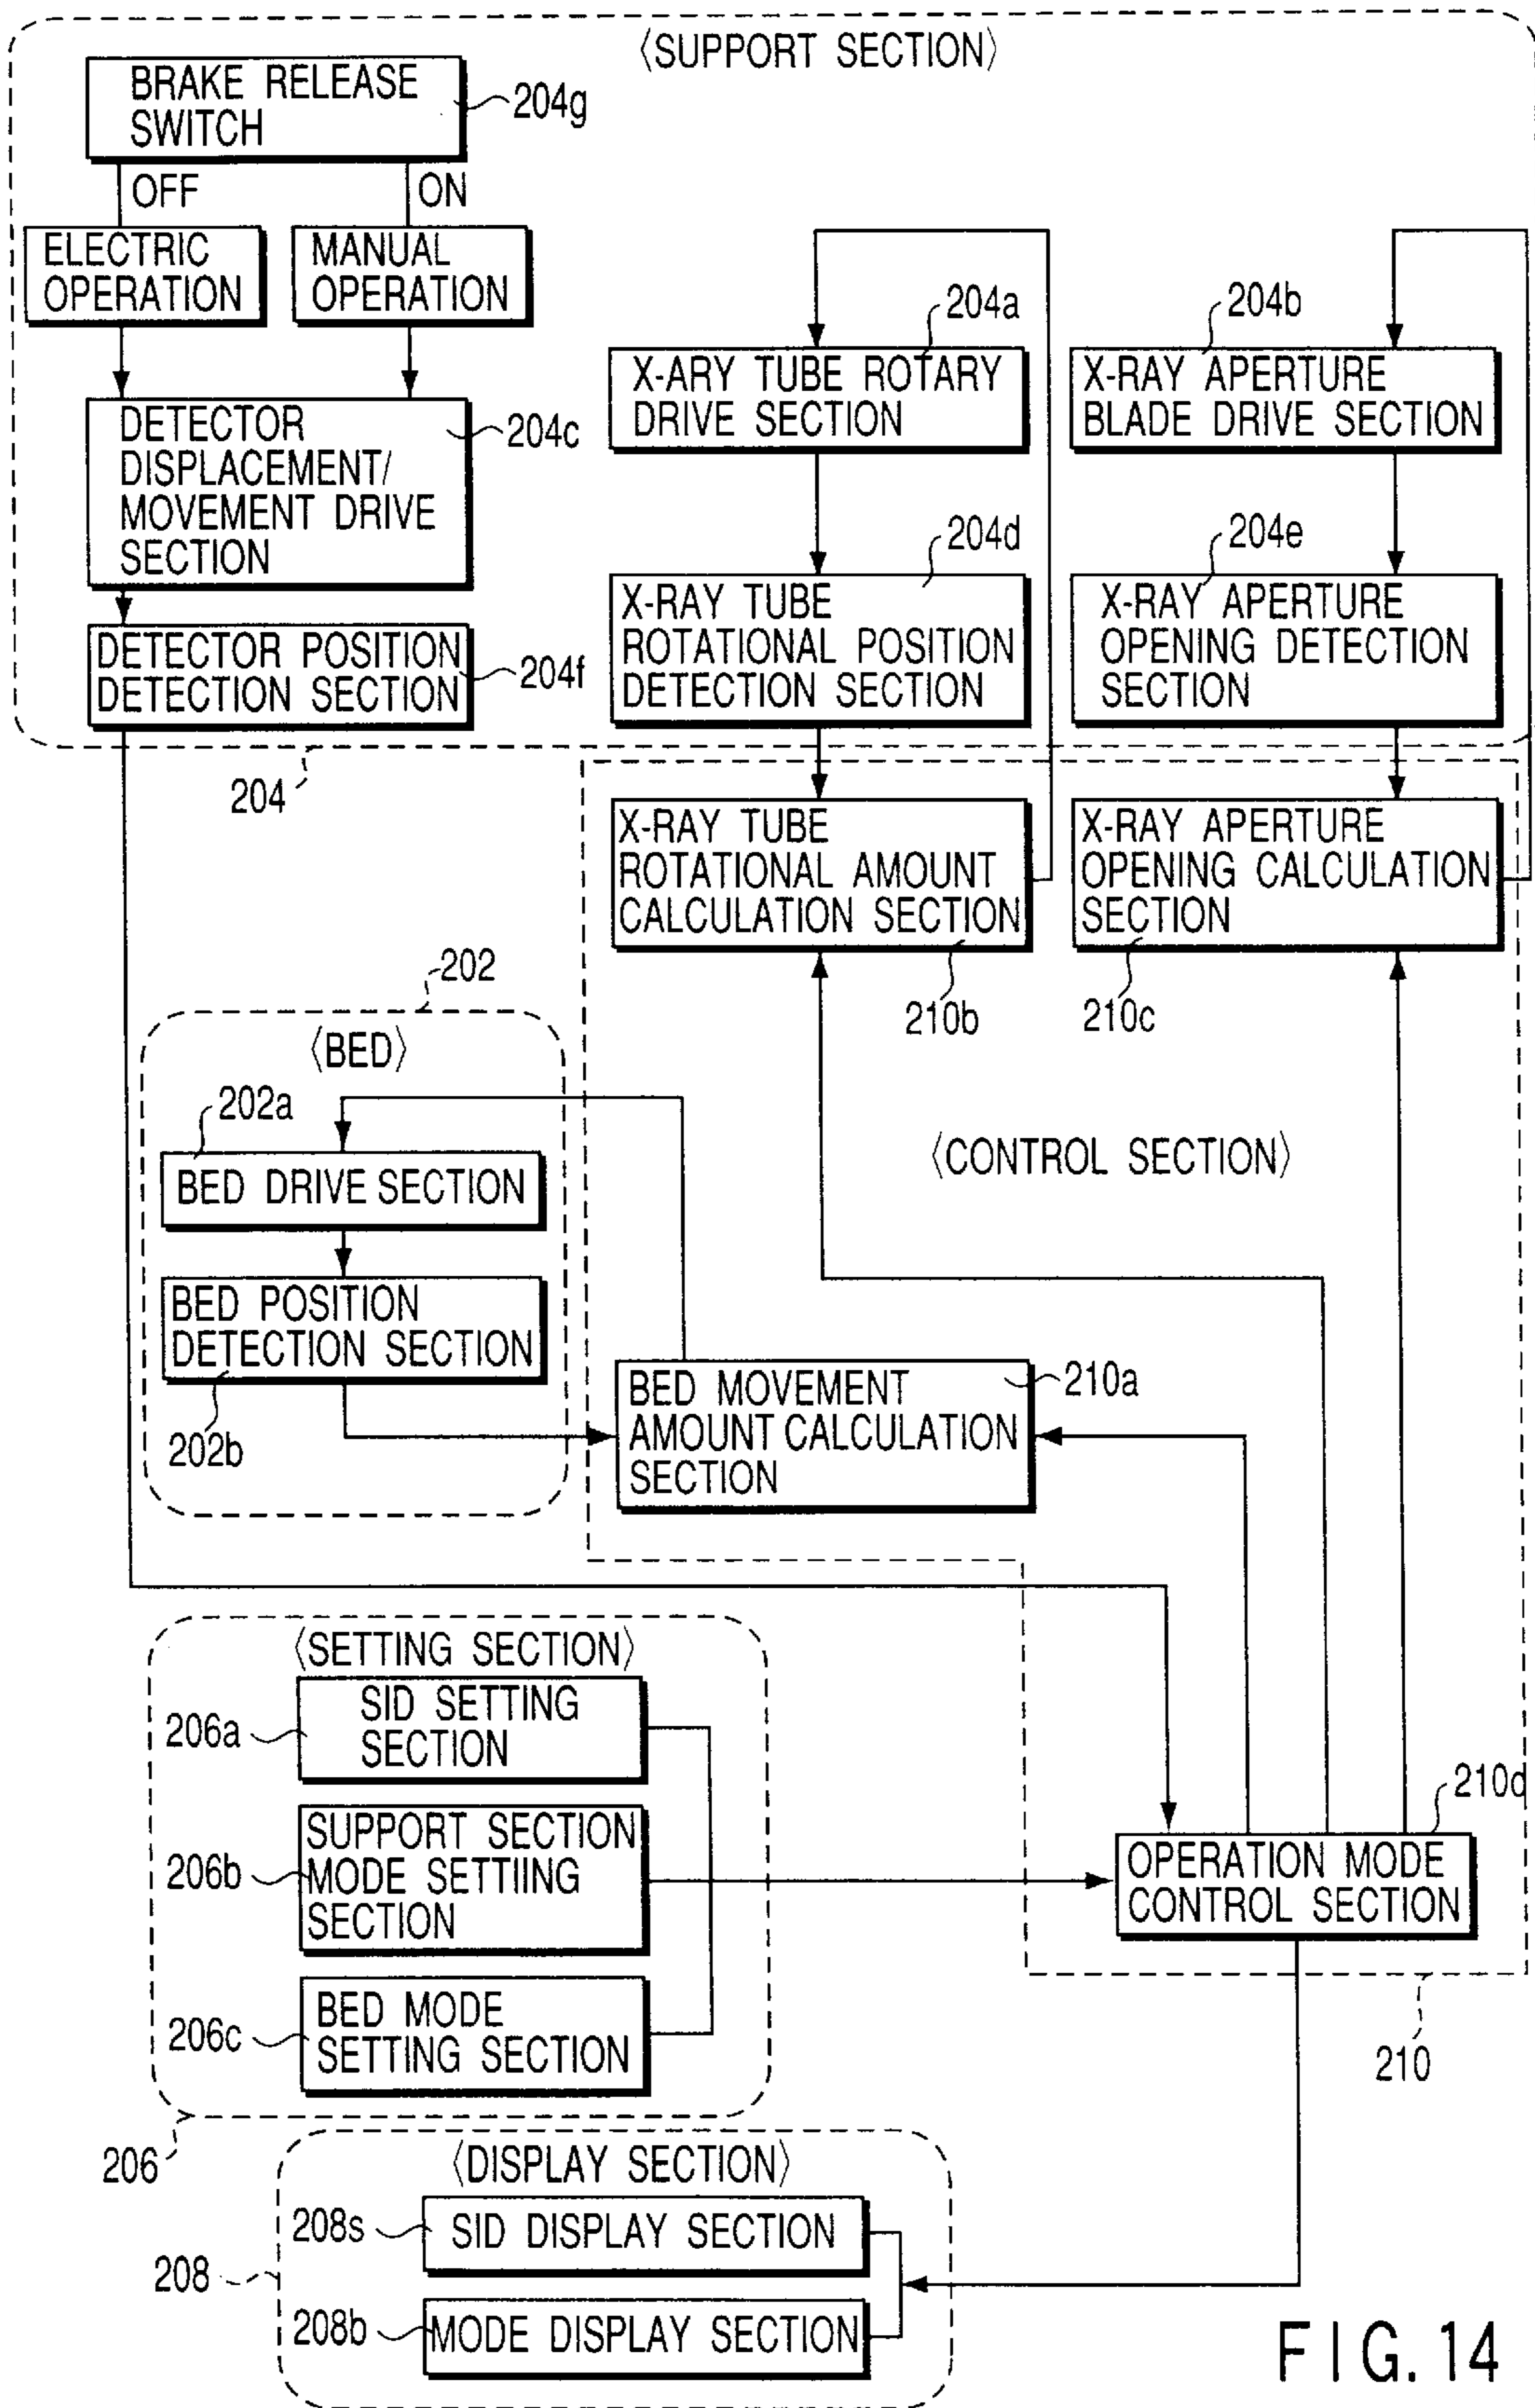 〈SUPPORT SECTION〉
BRAKE RELEASE
SWITCH
204g
OFF
ON
ELECTRIC
OPERATION
MANUAL
OPERATION
DETECTOR
DISPLACEMENT/
MOVEMENT DRIVE
SECTION
204c
DETECTOR POSITION
DETECTION SECTION
204f
204
204a
X-ARY TUBE ROTARY
DRIVE SECTION
204b
X-RAY APERTURE
BLADE DRIVE SECTION
204d
X-RAY TUBE
ROTATIONAL POSITION
DETECTION SECTION
204e
X-RAY APERTURE
OPENING DETECTION
SECTION
X-RAY TUBE
ROTATIONAL AMOUNT
CALCULATION SECTION
210b
X-RAY APERTURE
OPENING CALCULATION
SECTION
210c
202
〈BED〉
202a
BED DRIVE SECTION
BED POSITION
DETECTION SECTION
202b
〈CONTROL SECTION〉
BED MOVEMENT
AMOUNT CALCULATION
SECTION
210a
〈SETTING SECTION〉
SID SETTING
SECTION
206a
SUPPORT SECTION
MODE SETTIING
SECTION
206b
BED MODE
SETTING SECTION
206c
206
210d
OPERATION MODE
CONTROL SECTION
210
〈DISPLAY SECTION〉
208s
SID DISPLAY SECTION
208
208b
MODE DISPLAY SECTION
FIG. 14